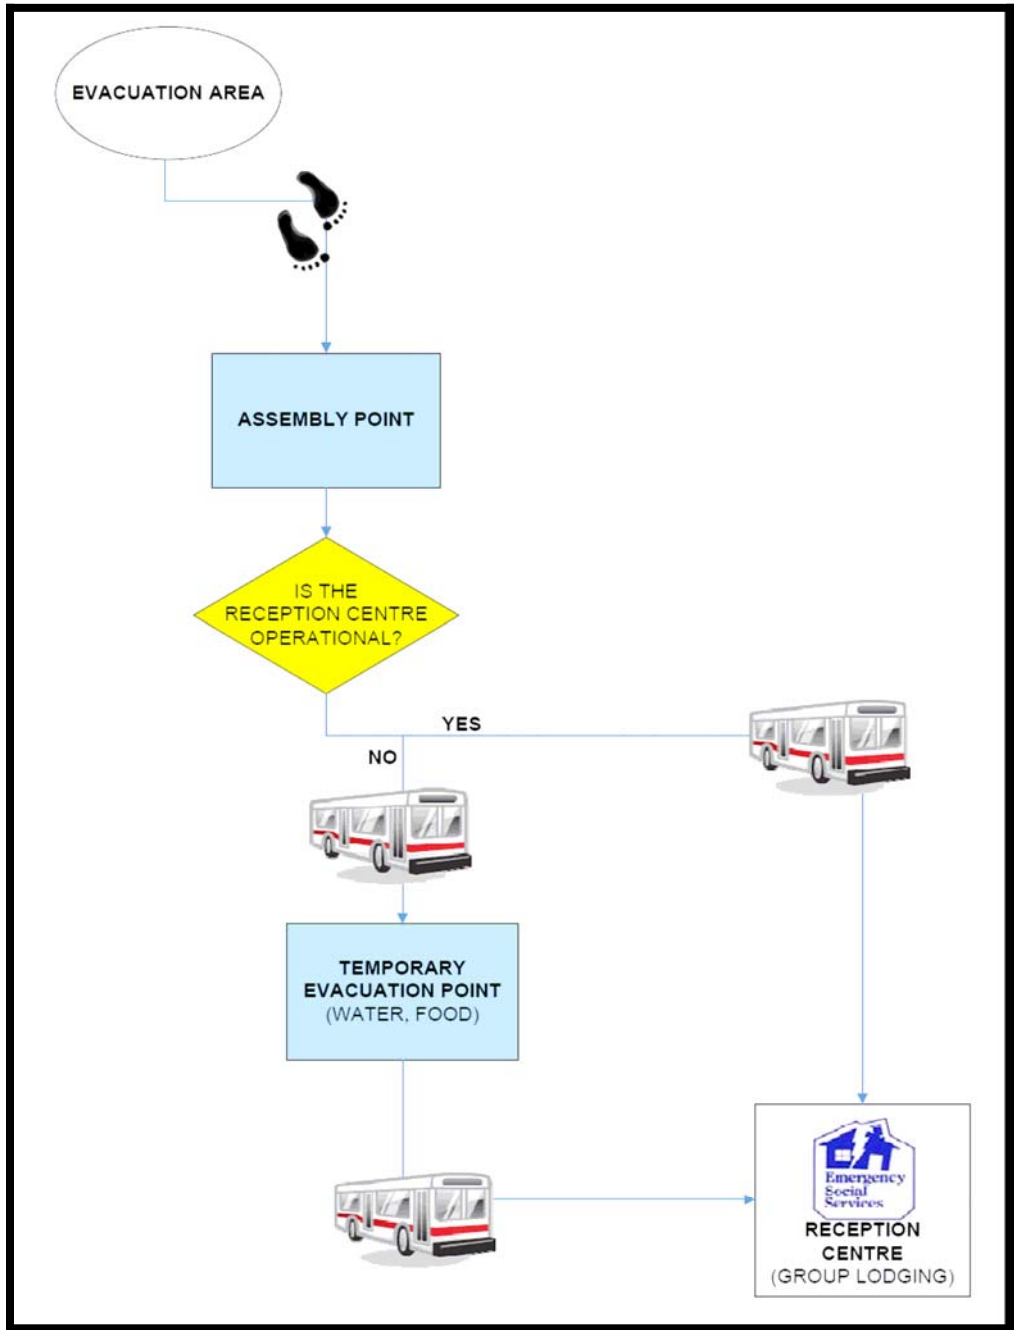 EVACUATION AREA
ASSEMBLY POINT
IS THE
RECEPTION CENTRE
OPERATIONAL?
YES
NO
TEMPORARY
EVACUATION POINT
(WATER, FOOD)
Emergency
Social
Services
RECEPTION
CENTRE
(GROUP LODGING)